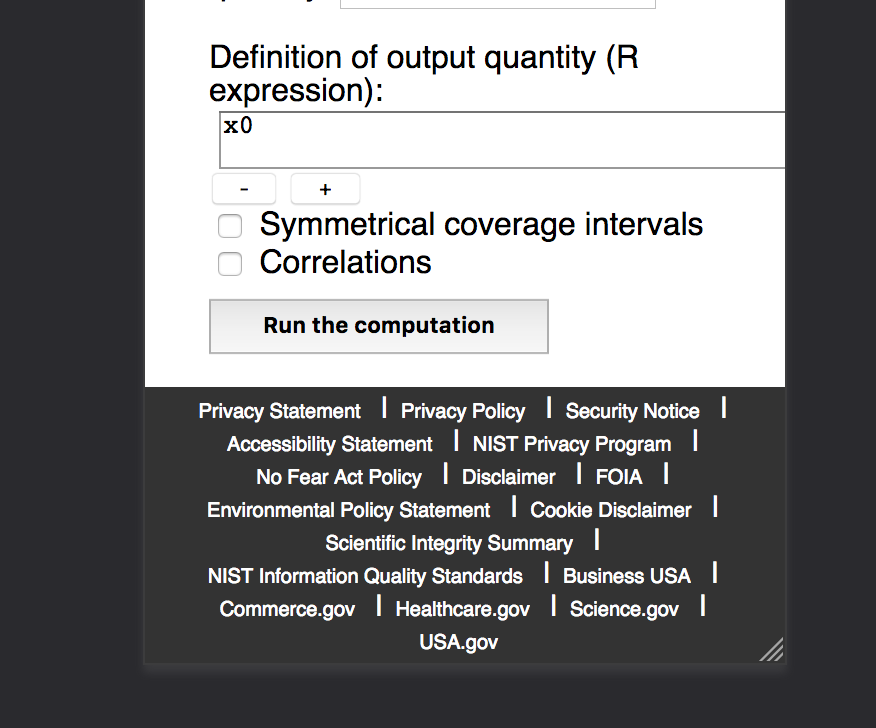 Definition of output quantity (R
expression):
x0
- +
Symmetrical coverage intervals
Correlations
Run the computation
Privacy Statement | Privacy Policy | Security Notice |
Accessibility Statement | NIST Privacy Program |
No Fear Act Policy | Disclaimer | FOIA |
Environmental Policy Statement | Cookie Disclaimer |
Scientific Integrity Summary |
NIST Information Quality Standards | Business USA |
Commerce.gov | Healthcare.gov | Science.gov |
USA.gov